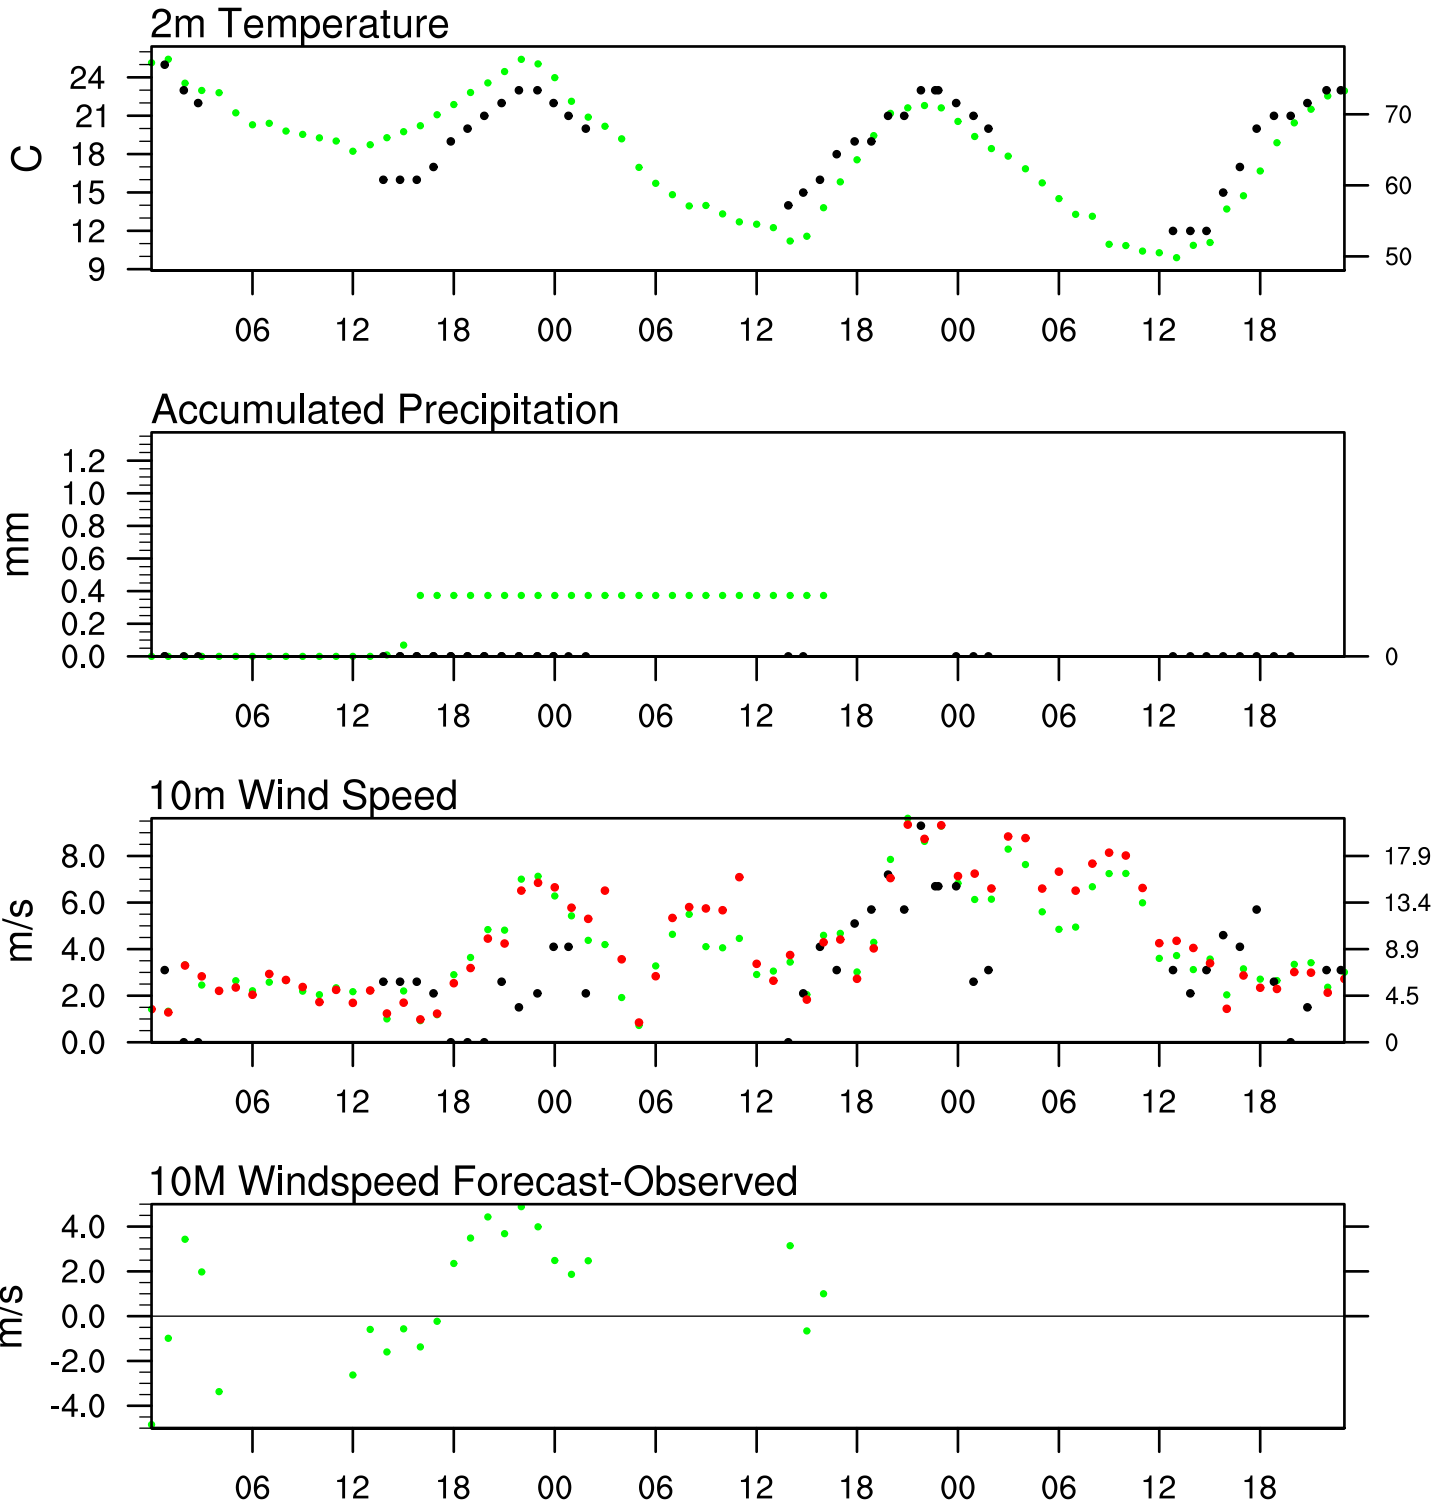 2m Temperature
24
21
18
15
12
9
C
70
60
50
06 12 18 00 06 12 18 00 06 12 18
Accumulated Precipitation
1.2
1.0
0.8
0.6
0.4
0.2
0.0
mm
0
06 12 18 00 06 12 18 00 06 12 18
10m Wind Speed
8.0
6.0
4.0
2.0
0.0
m/s
17.9
13.4
8.9
4.5
0
06 12 18 00 06 12 18 00 06 12 18
10M Windspeed Forecast-Observed
4.0
2.0
0.0
-2.0
-4.0
m/s
06 12 18 00 06 12 18 00 06 12 18